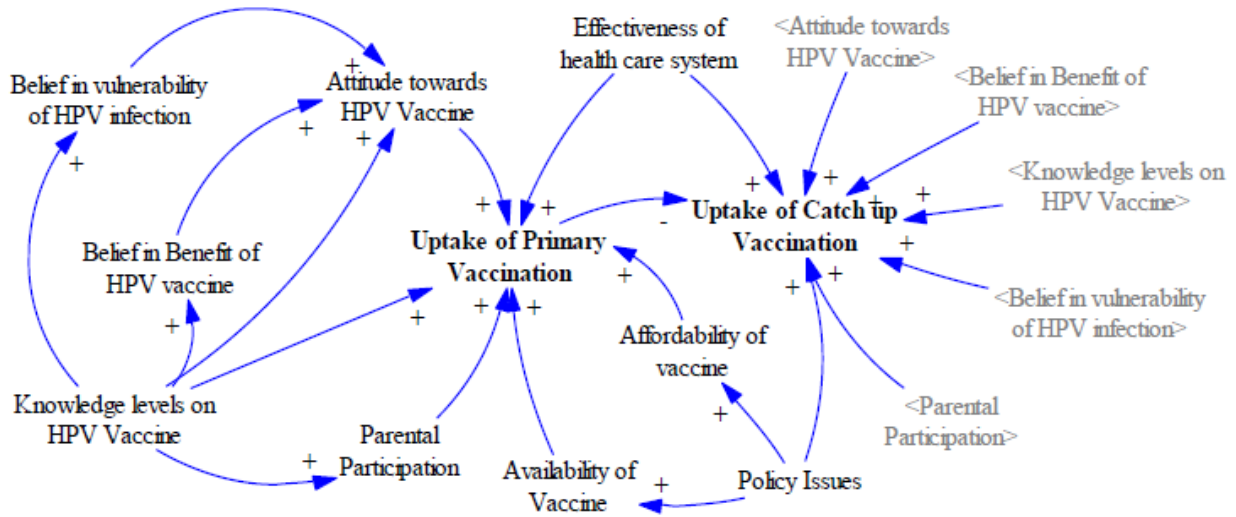 Effectiveness of
health care system
<Attitude towards
HPV Vaccine>
Belief in vulnerability
of HPV infection
+
Attitude towards
HPV Vaccine
<Belief in Benefit of
HPV vaccine>
+
+
+
<Knowledge levels on
HPV Vaccine>
+
+
+
+
+
+
+
Uptake of Catch up
Vaccination
-
+
Uptake of Primary
Vaccination
Belief in Benefit of
HPV vaccine
+
+
+
<Belief in vulnerability
of HPV infection>
+
+
+
+
Affordability of
vaccine
Knowledge levels on
HPV Vaccine
<Parental
Participation>
+
Parental
Participation
+
Availability of
Vaccine
+
Policy Issues